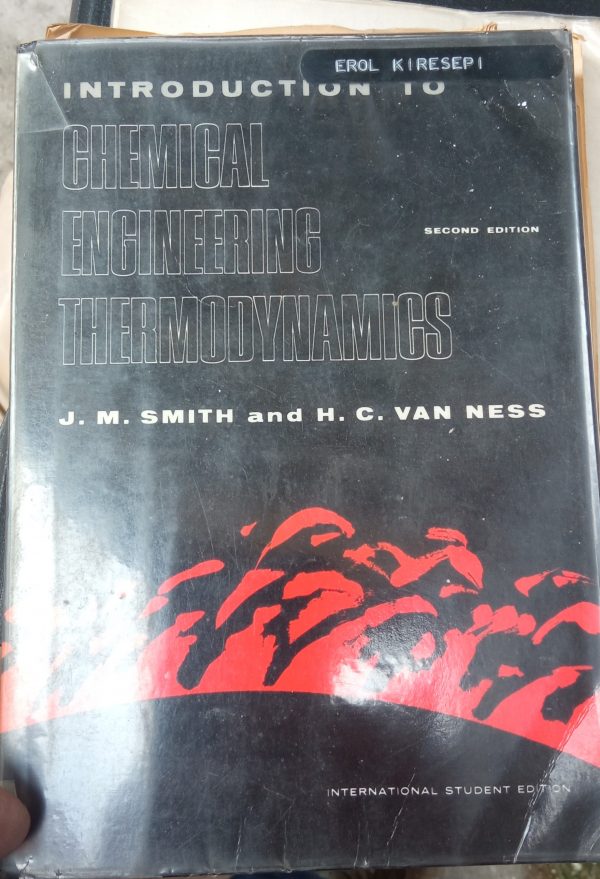 EROL KIRESEPI
INTRODUCTION TO
CHEMICAL
ENGINEERING
SECOND EDITION
THERMODYNAMICS
J. M. SMITH and H. C. VAN NESS
INTERNATIONAL STUDENT EDITION